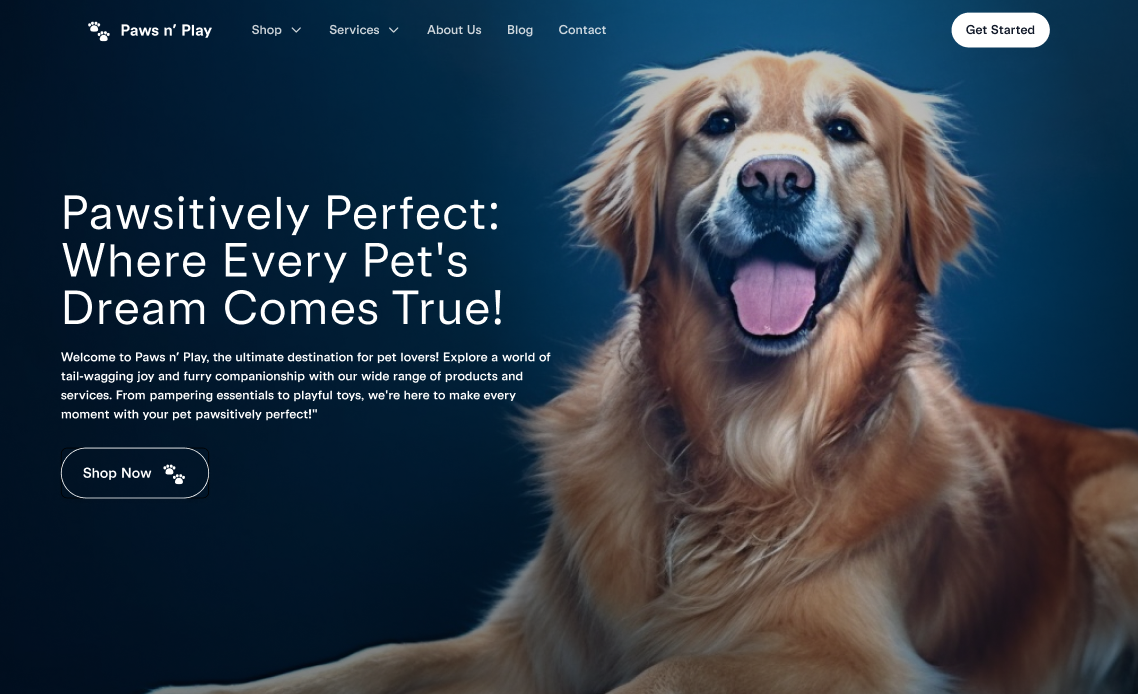 Paws n’ Play
Shop
Services
About Us
Blog
Contact
Get Started
Pawsitively Perfect:
Where Every Pet's
Dream Comes True!
Welcome to Paws n’ Play, the ultimate destination for pet lovers! Explore a world of
tail-wagging joy and furry companionship with our wide range of products and
services. From pampering essentials to playful toys, we're here to make every
moment with your pet pawsitively perfect!"
Shop Now